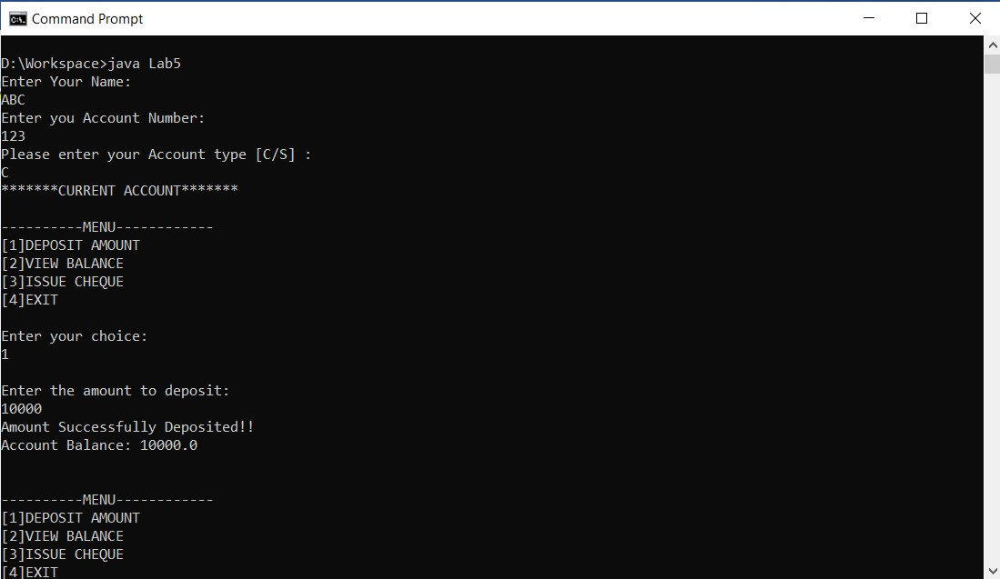 Command Prompt
D:\Workspace>java Lab5
Enter Your Name:
ABC
Enter you Account Number:
123
Please enter your Account type [C/S] :
C
*******CURRENT ACCOUNT*******
----------MENU------------
[1]DEPOSIT AMOUNT
[2]VIEW BALANCE
[3]ISSUE CHEQUE
[4]EXIT
Enter your choice:
1
Enter the amount to deposit:
10000
Amount Successfully Deposited!!
Account Balance: 10000.0
----------MENU------------
[1]DEPOSIT AMOUNT
[2]VIEW BALANCE
[3]ISSUE CHEQUE
[4]EXIT